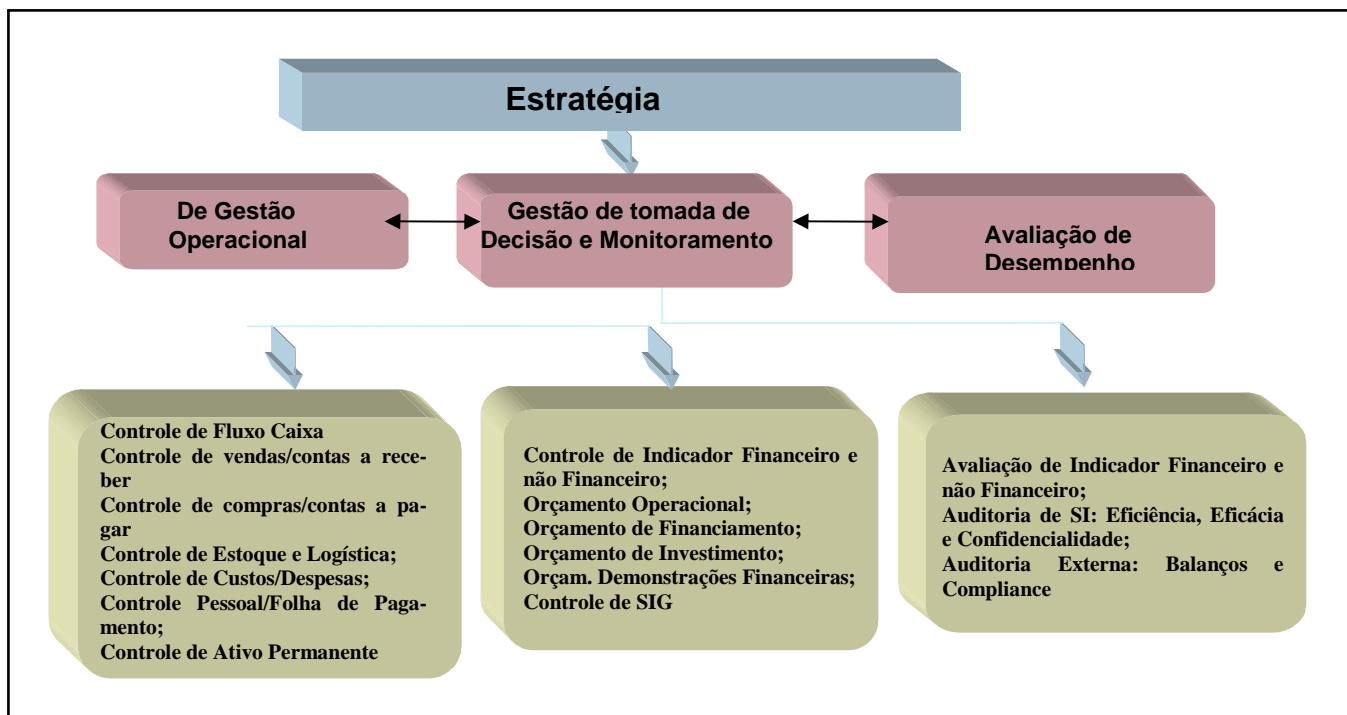 Estratégia
De Gestão
Operacional
Gestão de tomada de
Decisão e Monitoramento
Avaliação de
Desempenho
Controle de Fluxo Caixa
Controle de vendas/contas a rece-
ber
Controle de compras/contas a pa-
gar
Controle de Estoque e Logística;
Controle de Custos/Despesas;
Controle Pessoal/Folha de Paga-
mento;
Controle de Ativo Permanente
Controle de Indicador Financeiro e
não Financeiro;
Orçamento Operacional;
Orçamento de Financiamento;
Orçamento de Investimento;
Orçam. Demonstrações Financeiras;
Controle de SIG
Avaliação de Indicador Financeiro e
não Financeiro;
Auditoria de SI: Eficiência, Eficácia
e Confidencialidade;
Auditoria Externa: Balanços e
Compliance